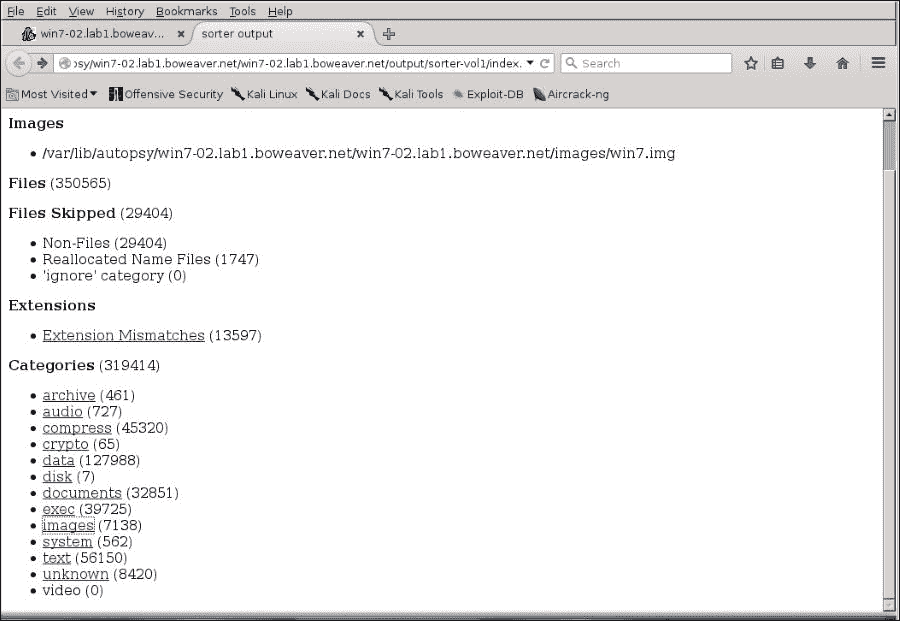 File Edit View History Bookmarks Tools Help
win7-02.lab1.boweav... × sorter output ×
psy/win7-02.lab1.boweaver.net/win7-02.lab1.boweaver.net/output/sorter-vol1/index. Search
Most Visited Offensive Security Kali Linux Kali Docs Kali Tools Exploit-DB Aircrack-ng
Images
• /var/lib/autopsy/win7-02.lab1.boweaver.net/win7-02.lab1.boweaver.net/images/win7.img
Files (350565)
Files Skipped (29404)
• Non-Files (29404)
• Reallocated Name Files (1747)
• 'ignore' category (0)
Extensions
• Extension Mismatches (13597)
Categories (319414)
• archive (461)
• audio (727)
• compress (45320)
• crypto (65)
• data (127988)
• disk (7)
• documents (32851)
• exec (39725)
• images (7138)
• system (562)
• text (56150)
• unknown (8420)
• video (0)